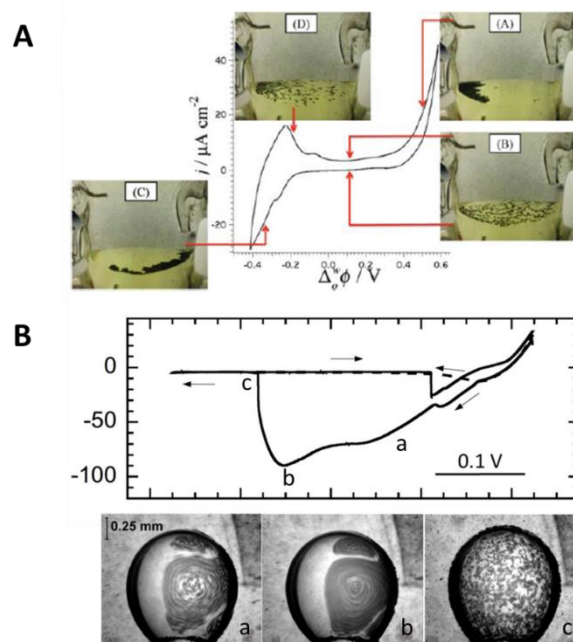 A
(D)
(A)
(B)
(C)
j / µA cm⁻²
40
20
0
-20
-0.4 -0.2 0.0 0.2 0.4 0.6
Δ ʷₒ ϕ / V
B
0
-50
-100
c
b
a
0.1 V
0.25 mm
a
b
c